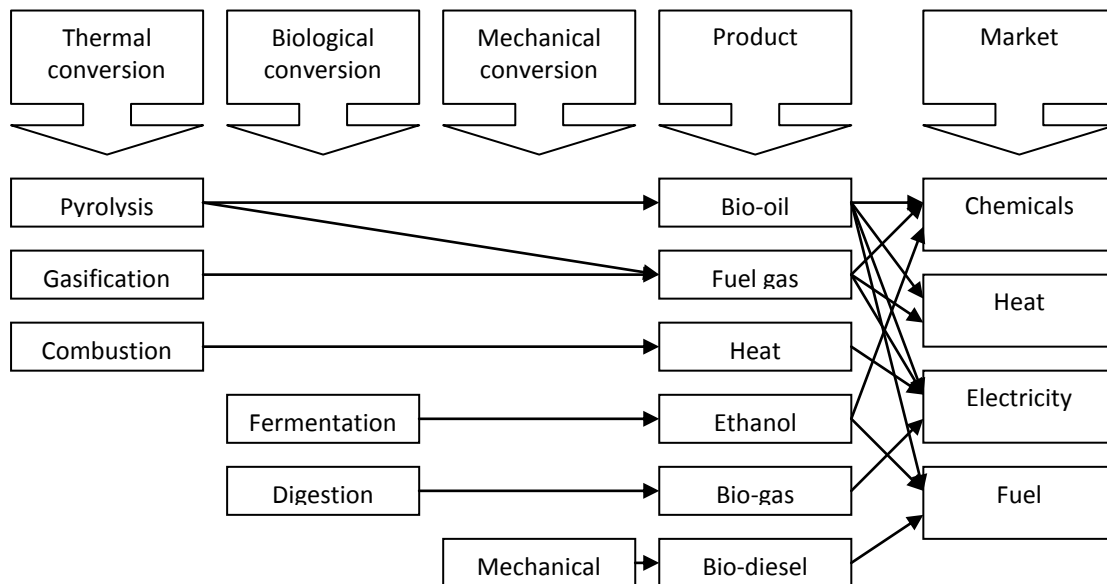 Thermal
conversion
Biological
conversion
Mechanical
conversion
Product
Market
Pyrolysis
Bio-oil
Chemicals
Gasification
Fuel gas
Heat
Combustion
Heat
Electricity
Fermentation
Ethanol
Digestion
Bio-gas
Fuel
Mechanical
Bio-diesel